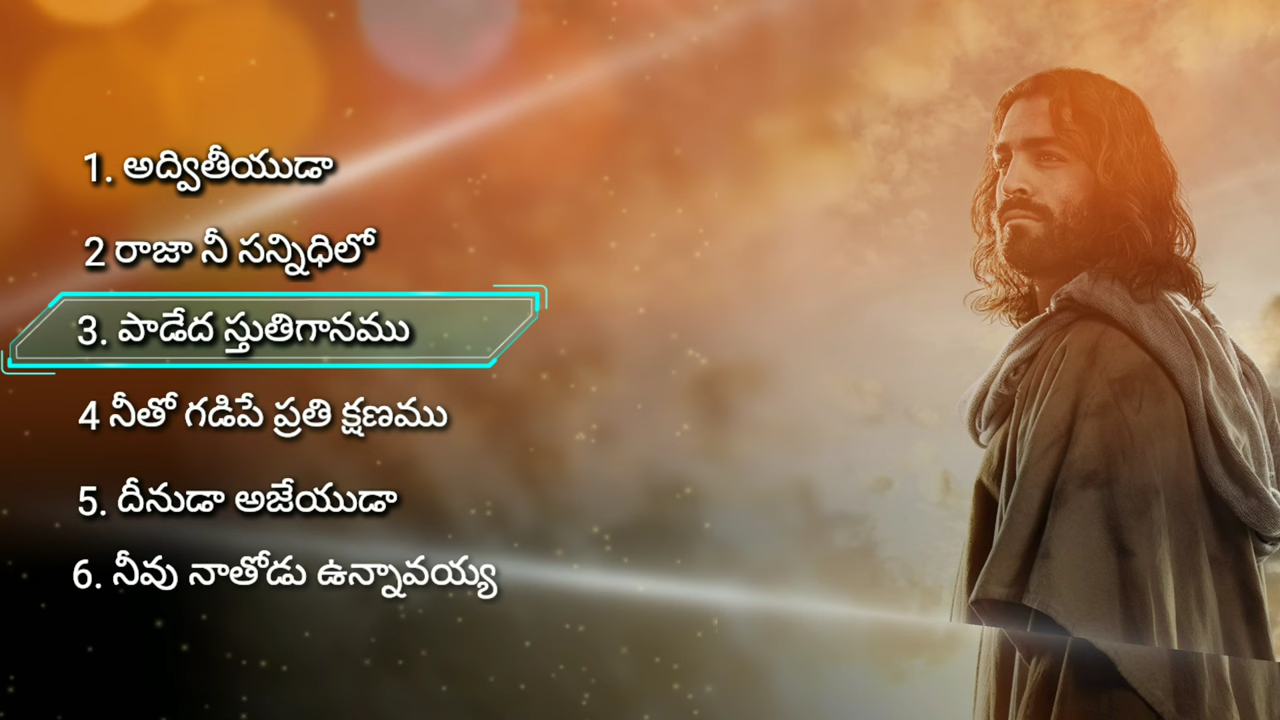 1. అద్వితీయుడా
2 రాజా నీ సన్నిధిలో
3. పాడేద స్తుతిగానము
4 నీతో గడిపే ప్రతి క్షణము
5. దీనుడా అజేయుడా
6. నీవు నాతోడు ఉన్నావయ్య